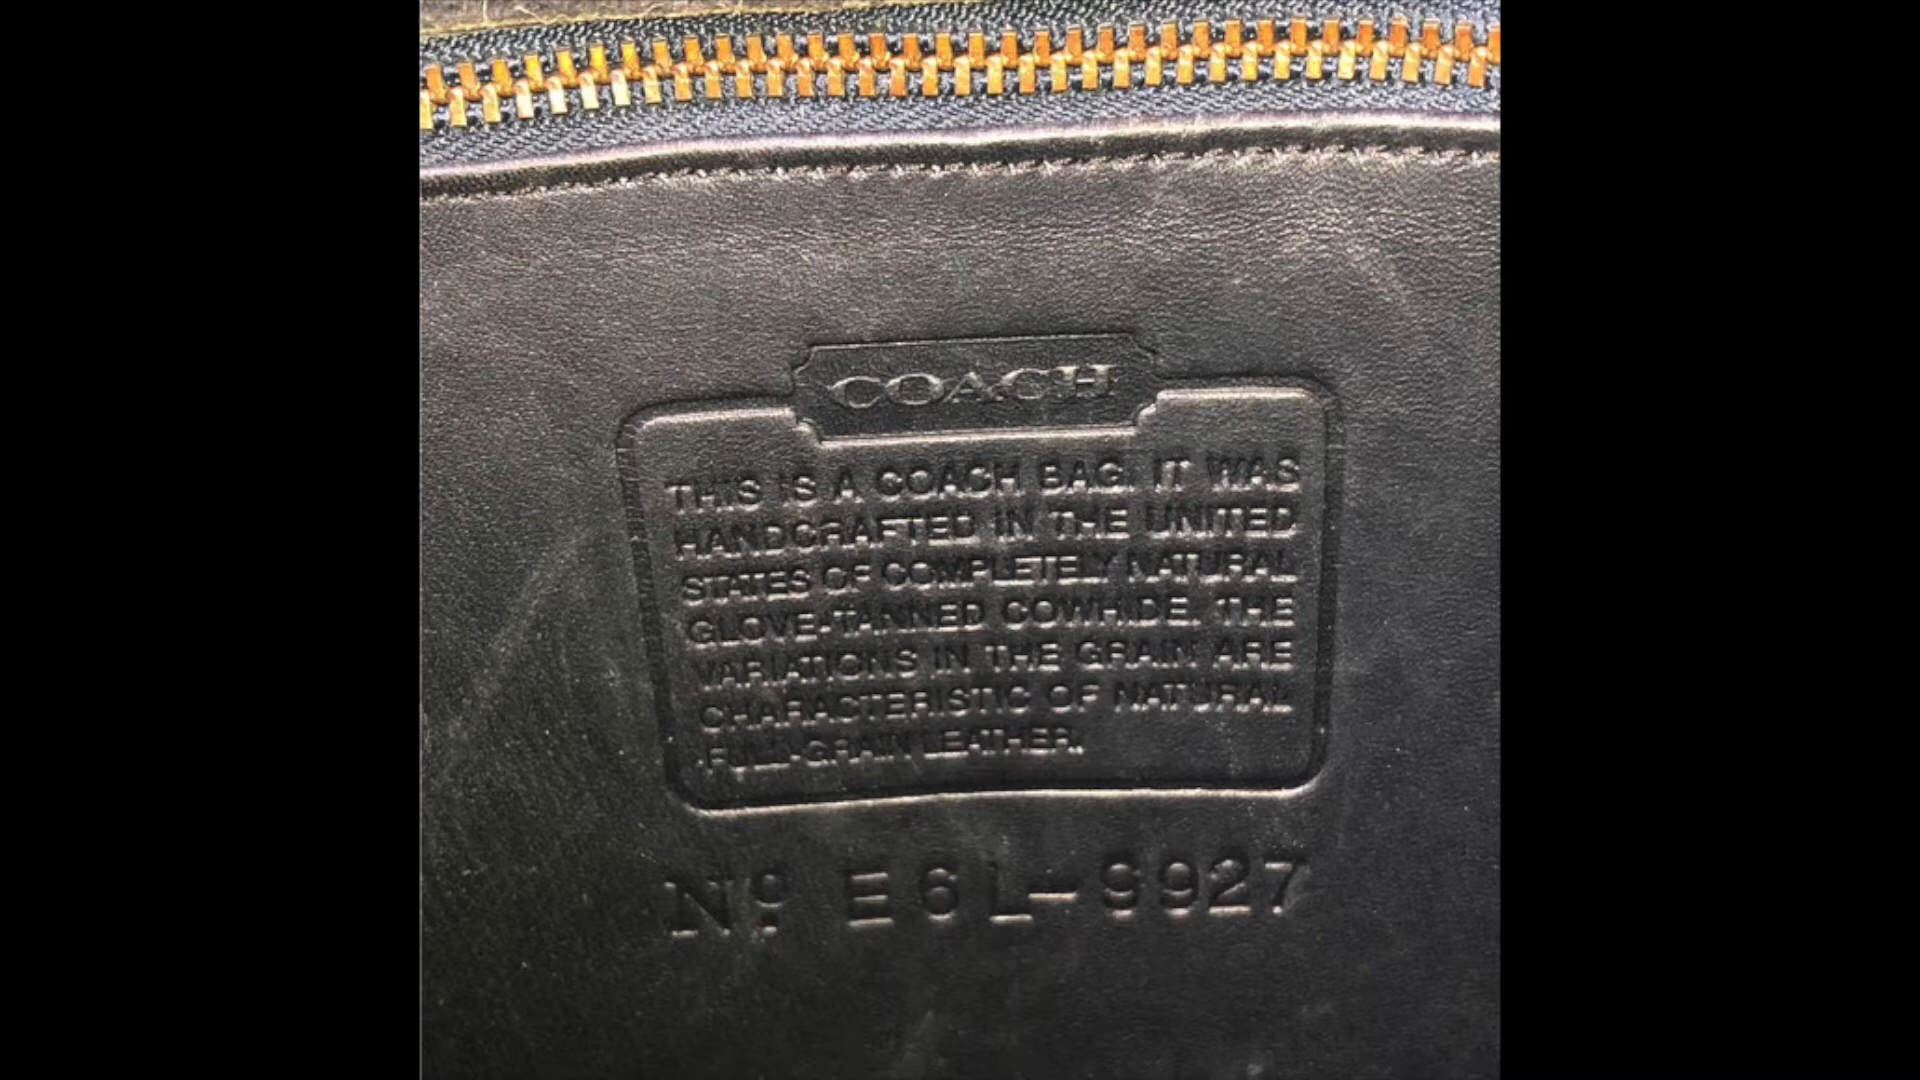 COACH
THIS IS A COACH BAG. IT WAS
HANDCRAFTED IN THE UNITED
STATES OF COMPLETELY NATURAL
GLOVE-TANNED COWHIDE. THE
VARIATIONS IN THE GRAIN ARE
CHARACTERISTIC OF NATURAL
FULL-GRAIN LEATHER.
Nº E6L-9927